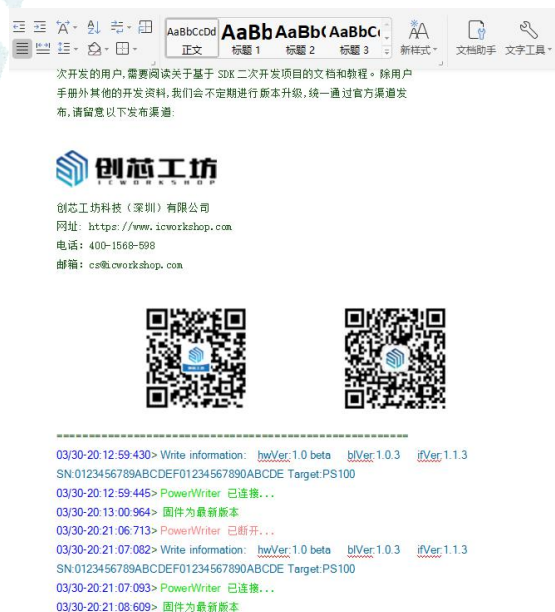 AaBbCcDd AaBb AaBb( AaBbC(
正文 标题 1 标题 2 标题 3 新样式 文档助手 文字工具
次开发的用户,需要阅读关于基于 SDK 二次开发项目的文档和教程。除用户
手册外其他的开发资料,我们会不定期进行版本升级,统一通过官方渠道发
布,请留意以下发布渠道:
创芯工坊
ICWORKSHOP
创芯工坊科技（深圳）有限公司
网址: https://www.icworkshop.com
电话: 400-1568-598
邮箱: cs@icworkshop.com
创芯工坊
========================================================
03/30-20:12:59:430> Write information: hwVer:1.0 beta blVer:1.0.3 ifVer:1.1.3
SN:0123456789ABCDEF01234567890ABCDE Target:PS100
03/30-20:12:59:445> PowerWriter 已连接...
03/30-20:13:00:964> 固件为最新版本
03/30-20:21:06:713> PowerWriter 已断开...
03/30-20:21:07:082> Write information: hwVer:1.0 beta blVer:1.0.3 ifVer:1.1.3
SN:0123456789ABCDEF01234567890ABCDE Target:PS100
03/30-20:21:07:093> PowerWriter 已连接...
03/30-20:21:08:609> 固件为最新版本